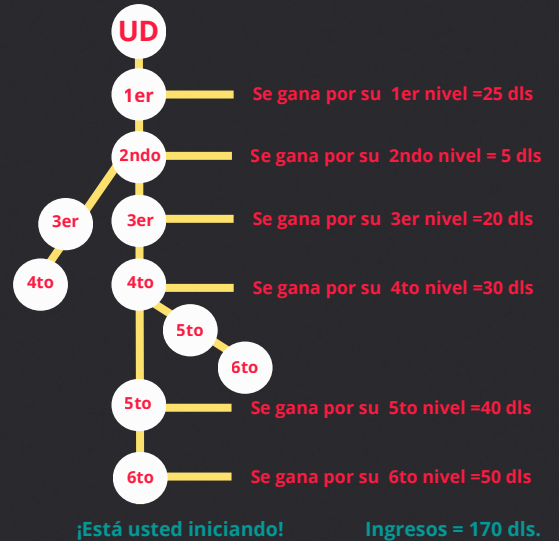 UD
1er
Se gana por su 1er nivel =25 dls
2ndo
Se gana por su 2ndo nivel = 5 dls
3er
3er
Se gana por su 3er nivel =20 dls
4to
4to
Se gana por su 4to nivel =30 dls
5to
6to
5to
Se gana por su 5to nivel =40 dls
6to
Se gana por su 6to nivel =50 dls
¡Está usted iniciando!
Ingresos = 170 dls.